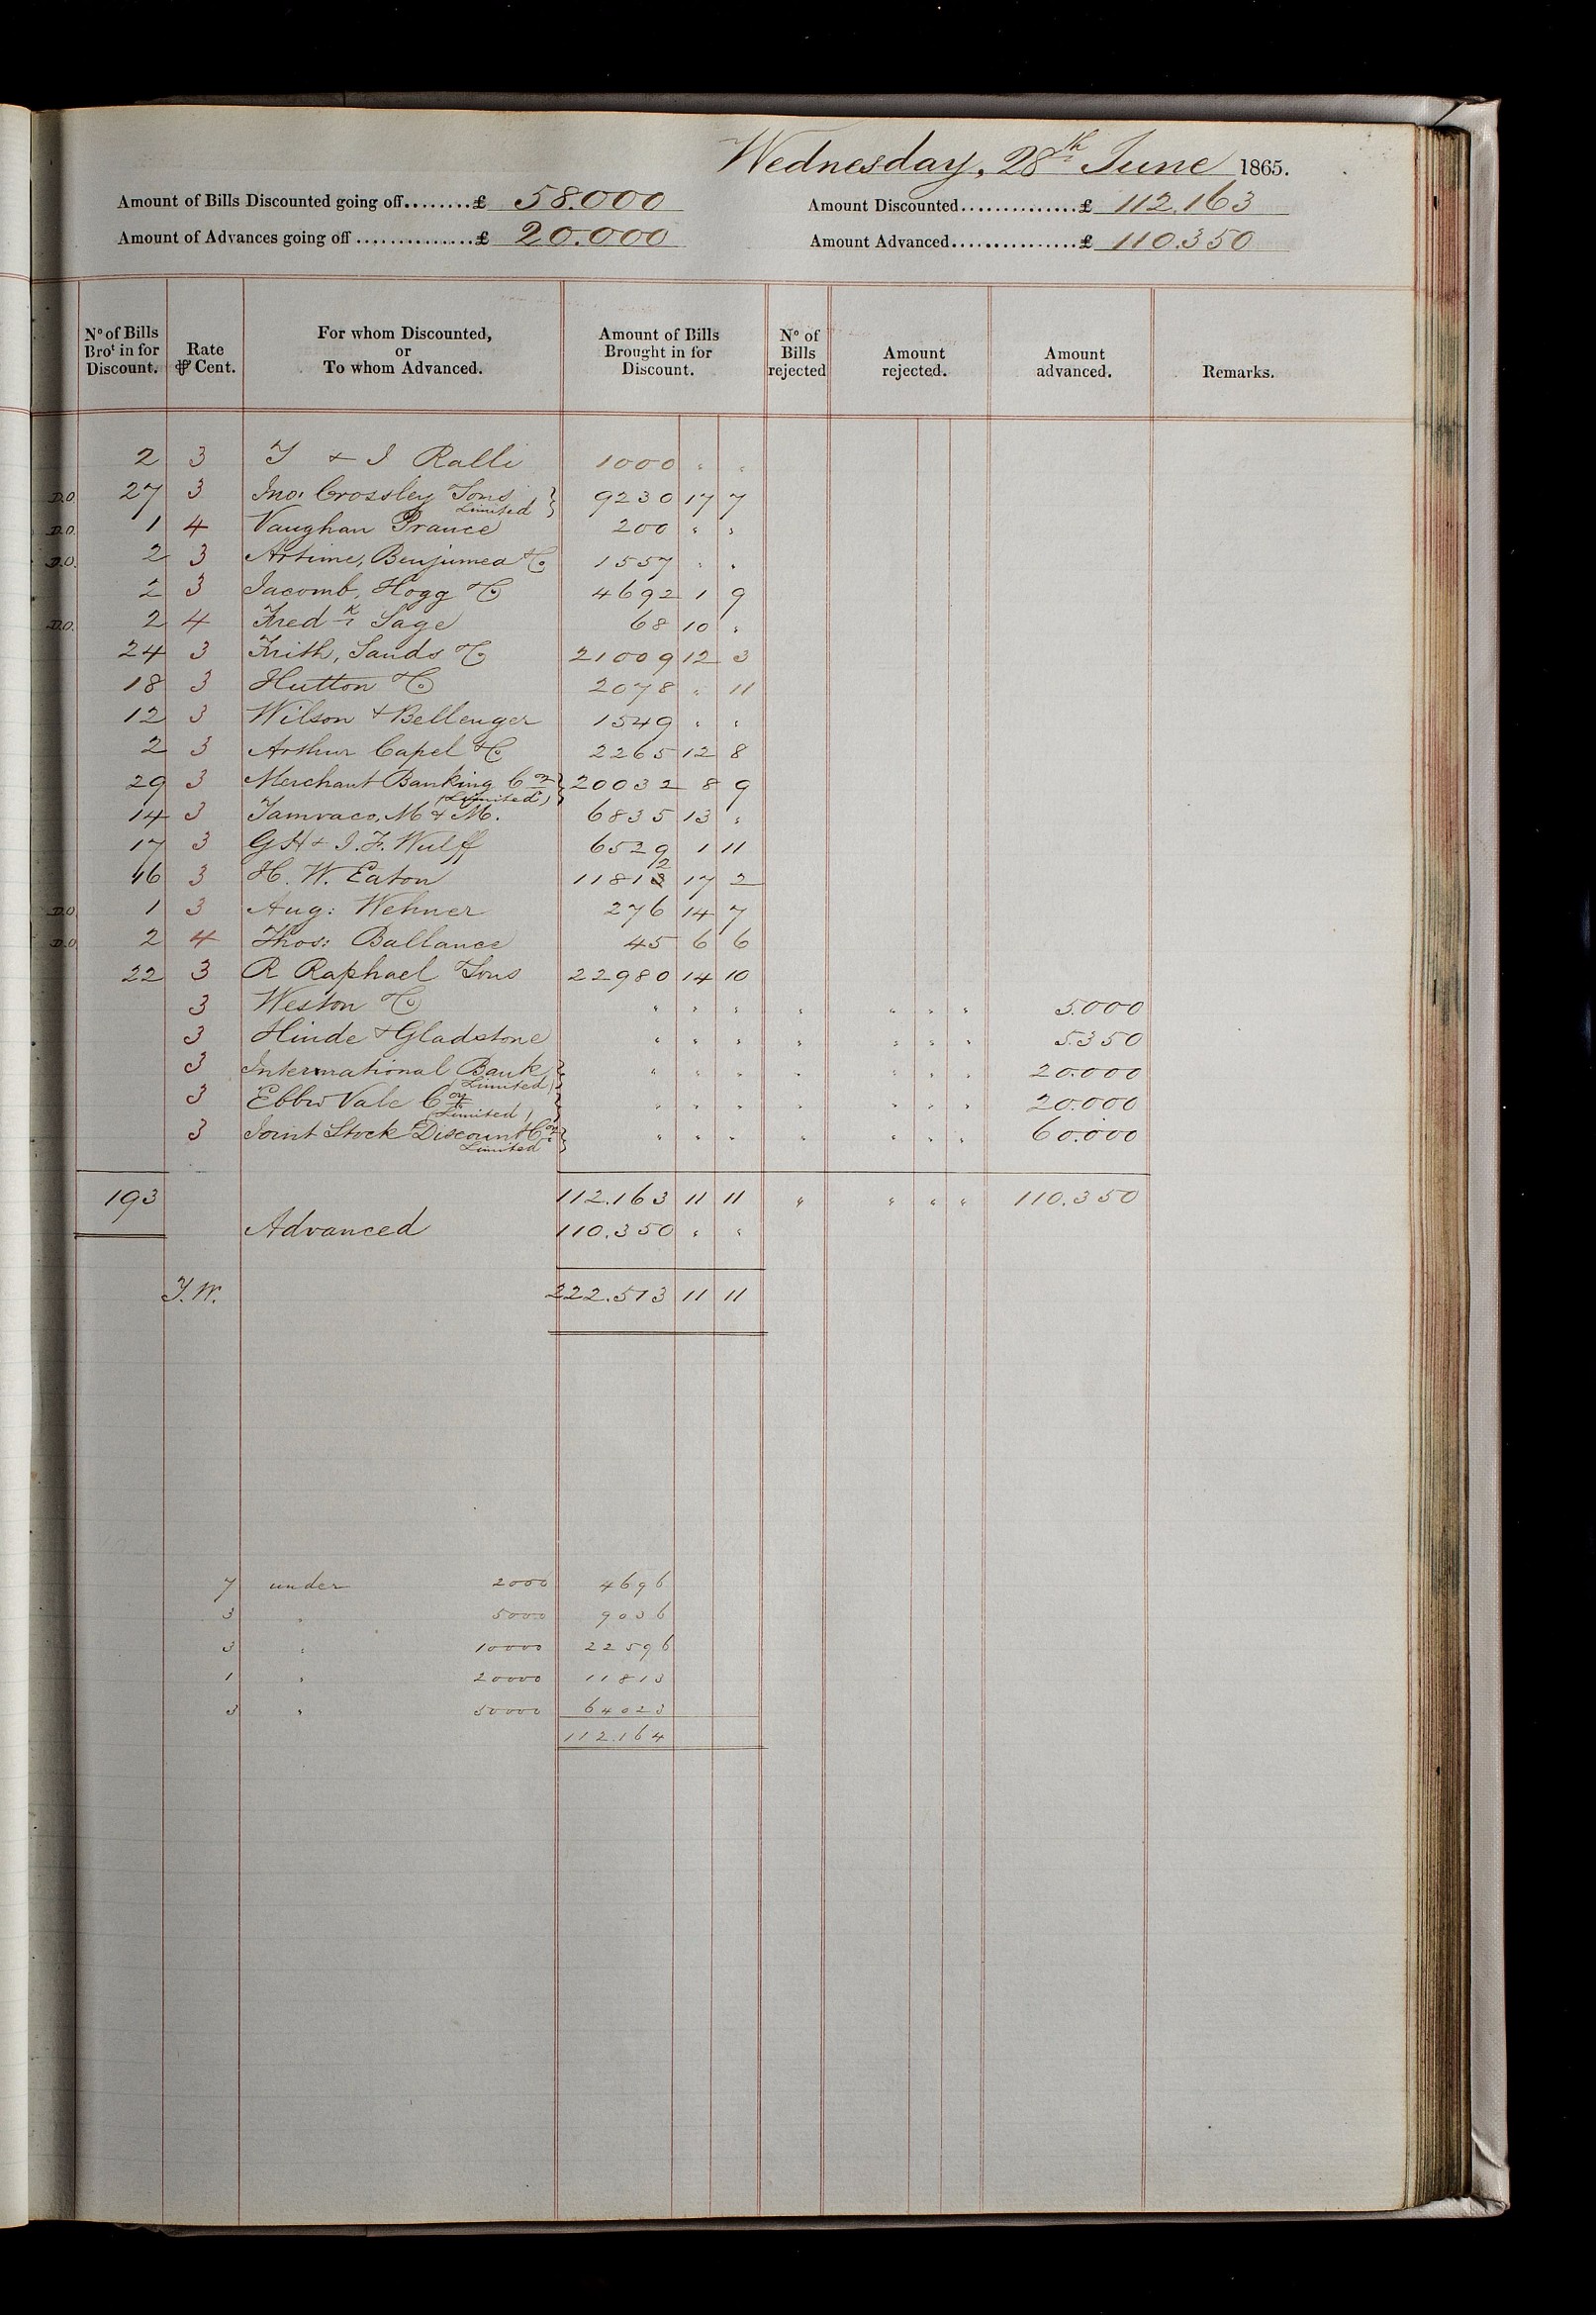 Wednesday, 28th June 1865.
Amount of Bills Discounted going off........£ 58.000 Amount Discounted..............£ 112.163
Amount of Advances going off ...............£ 20.000 Amount Advanced...............£ 110.350
No of Bills Brot in for Discount. Rate ⅌ Cent. For whom Discounted, or To whom Advanced. Amount of Bills Brought in for Discount. No of Bills rejected Amount rejected. Amount advanced. Remarks.
2 3 T & I Ralli 1000 " "
D.O. 27 3 Jno: Crossley & Sons Limited } 9230 17 7
D.O. 1 4 Vaughan Prance 200 " "
D.O. 2 3 Artime, Benjumea & Co 1557 " "
2 3 Jacomb, Hogg & Co 4692 1 9
D.O. 2 4 Fredk Sage 68 10 "
24 3 Frith, Sands & Co 21009 12 3
18 3 Hutton & Co 2078 " 11
12 3 Wilson & Bellenger 1549 " "
2 3 Arthur Capel & Co 2265 12 8
29 3 Merchant Banking Coy (Limited) } 20032 8 9
14 3 Tamvaco, M & M. 6835 13 "
17 3 GH & I.F. Wulff 6529 1 11
16 3 H. W. Eaton 11812 17 2
D.O. 1 3 Aug: Wehner 276 14 7
D.O. 2 4 Thos: Ballance 45 6 6
22 3 R Raphael & Sons 22980 14 10
3 Weston & Co " " " " " " " 5.000
3 Hinde & Gladstone " " " " " " " 5.350
3 International Bank (Limited) } " " " " " " " 20.000
3 Ebbw Vale Coy (Limited) } " " " " " " " 20.000
3 Joint Stock Discount Coy Limited } " " " " " " " 60.000
193 112.163 11 11 " " " " 110.350
Advanced 110.350 " "
T.W. 222.513 11 11
7 under 2000 4696
3 " 5000 9036
3 " 10000 22596
1 " 20000 11813
3 " 50000 64023
112.164